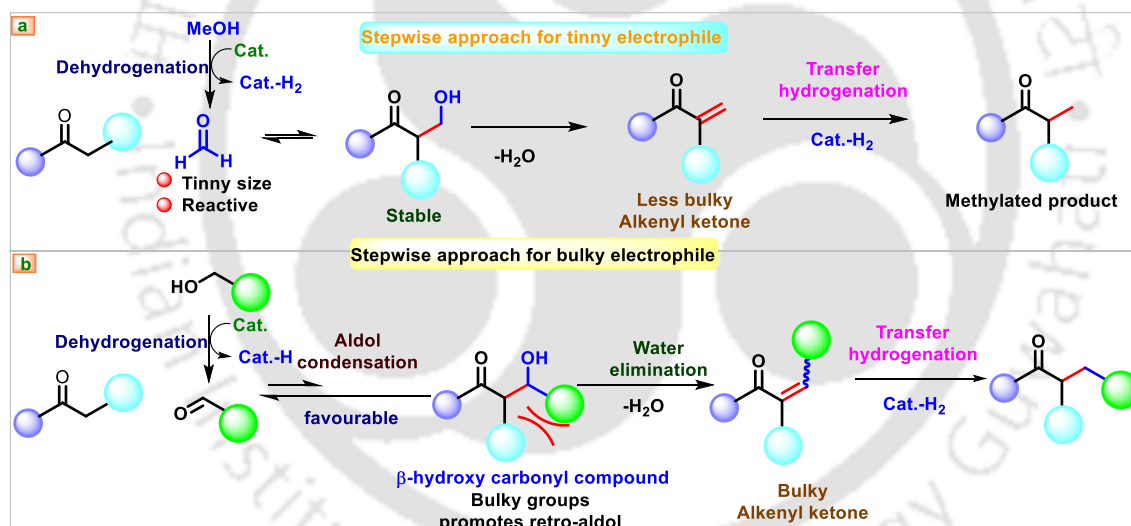 a
MeOH
Stepwise approach for tinny electrophile
Cat.
Dehydrogenation
Cat.-H2
Transfer
hydrogenation
O
O
H H
O OH
-H2O
O
Cat.-H2
O
Tinny size
Reactive
Stable
Less bulky
Alkenyl ketone
Methylated product
Stepwise approach for bulky electrophile
b
HO
Cat.
Dehydrogenation
Cat.-H
Aldol
condensation
favourable
O
O
O OH
Water
elimination
-H2O
O
Transfer
hydrogenation
Cat.-H2
O
β-hydroxy carbonyl compound
Bulky groups
promotes retro-aldol
Bulky
Alkenyl ketone